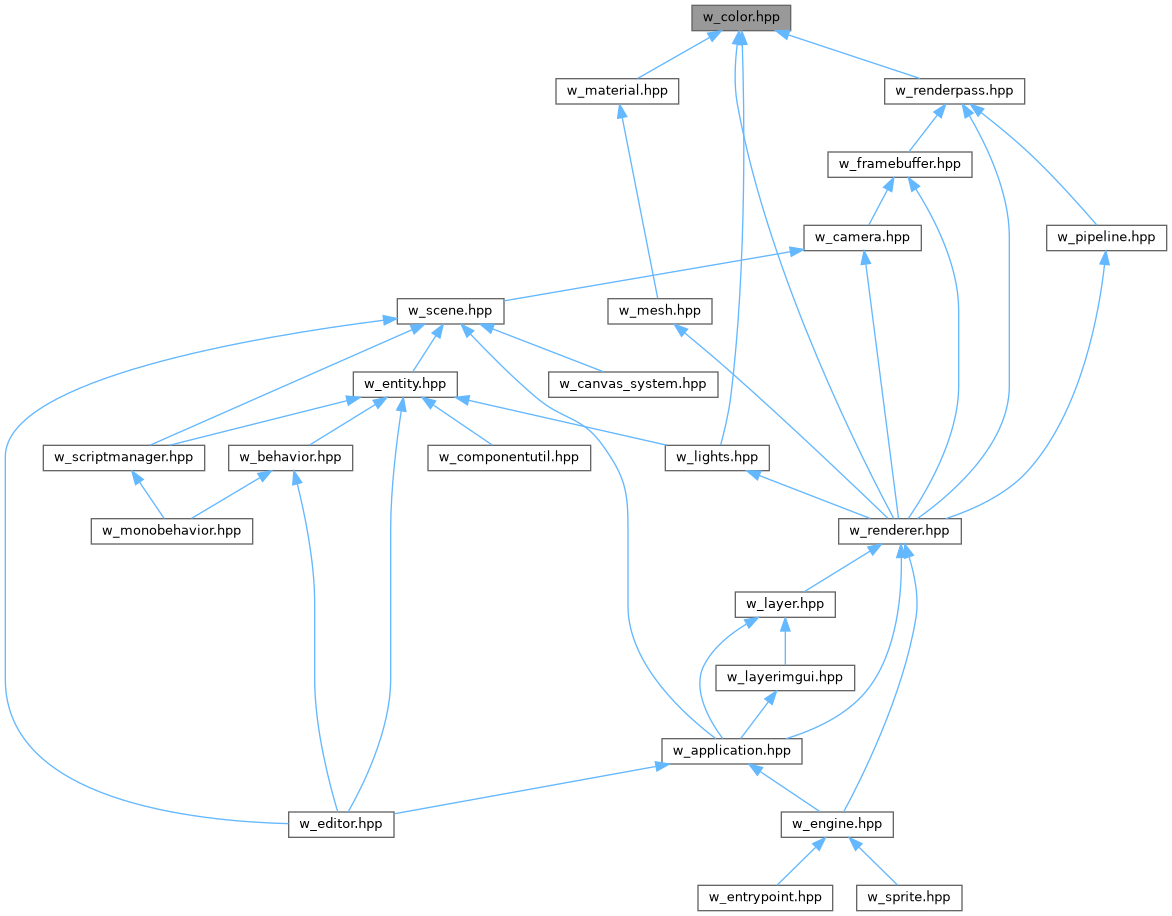 w_color.hpp
w_material.hpp
w_renderpass.hpp
w_framebuffer.hpp
w_camera.hpp
w_pipeline.hpp
w_scene.hpp
w_mesh.hpp
w_entity.hpp
w_canvas_system.hpp
w_scriptmanager.hpp
w_behavior.hpp
w_componentutil.hpp
w_lights.hpp
w_monobehavior.hpp
w_renderer.hpp
w_layer.hpp
w_layerimgui.hpp
w_application.hpp
w_editor.hpp
w_engine.hpp
w_entrypoint.hpp
w_sprite.hpp